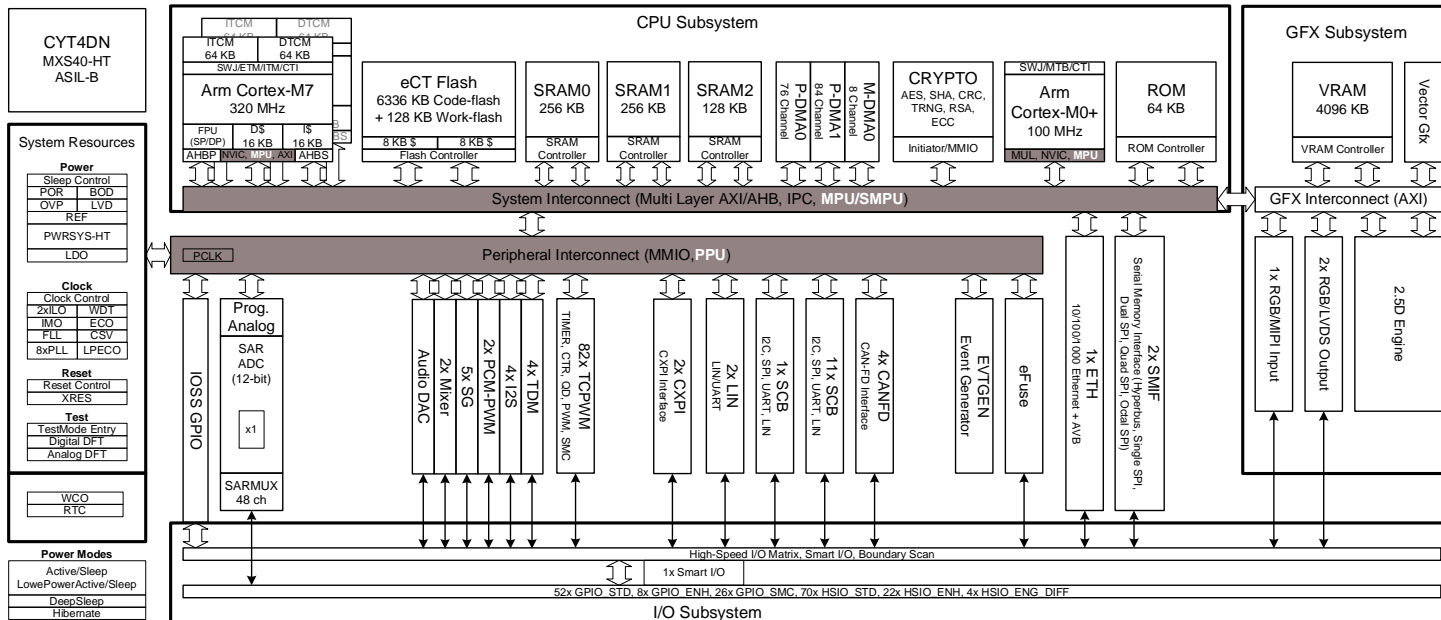 CPU Subsystem
GFX Subsystem
CYT4DN
MXS40-HT
ASIL-B
ITCM
64 KB
DTCM
64 KB
ITCM
64 KB
DTCM
64 KB
SWJ/ETM/ITM/CTI
Arm Cortex-M7
320 MHz
FPU
(SP/DP)
D$
16 KB
I$
16 KB
AHBP
NVIC, MPU, AXI
AHBS
eCT Flash
6336 KB Code-flash
+ 128 KB Work-flash
8 KB $
8 KB $
Flash Controller
SRAM0
256 KB
SRAM
Controller
SRAM1
256 KB
SRAM
Controller
SRAM2
128 KB
SRAM
Controller
P-DMA0
76 Channel
P-DMA1
84 Channel
M-DMA0
8 Channel
CRYPTO
AES, SHA, CRC,
TRNG, RSA,
ECC
Initiator/MMIO
SWJ/MTB/CTI
Arm
Cortex-M0+
100 MHz
MUL, NVIC, MPU
ROM
64 KB
ROM Controller
VRAM
4096 KB
VRAM Controller
Vector Gfx
System Interconnect (Multi Layer AXI/AHB, IPC, MPU/SMPU)
GFX Interconnect (AXI)
System Resources
Power
Sleep Control
POR
BOD
OVP
LVD
REF
PWRSYS-HT
LDO
Clock
Clock Control
2xILO
WDT
IMO
ECO
FLL
CSV
8xPLL
LPECO
Reset
Reset Control
XRES
Test
TestMode Entry
Digital DFT
Analog DFT
WCO
RTC
Power Modes
Active/Sleep
LowePowerActive/Sleep
DeepSleep
Hibernate
PCLK
Peripheral Interconnect (MMIO,PPU)
IOSS GPIO
Prog.
Analog
SAR
ADC
(12-bit)
x1
SARMUX
48 ch
Audio DAC
2x Mixer
5x SG
2x PCM-PWM
4x I2S
4x TDM
82x TCPWM
TIMER, CTR, QD, PWM, SMC
2x CXPI
CXPI Interface
2x LIN
LIN/UART
1x SCB
I2C, SPI, UART, LIN
11x SCB
I2C, SPI, UART, LIN
4x CANFD
CAN-FD Interface
EVTGEN
Event Generator
eFuse
1x ETH
10/100/1000 Ethernet + AVB
2x SMIF
Serial Memory Interface (Hyperbus, Single SPI,
Dual SPI, Quad SPI, Octal SPI)
1x RGB/MIPI Input
2x RGB/LVDS Output
2.5D Engine
High-Speed I/O Matrix, Smart I/O, Boundary Scan
1x Smart I/O
52x GPIO_STD, 8x GPIO_ENH, 26x GPIO_SMC, 70x HSIO_STD, 22x HSIO_ENH, 4x HSIO_ENG_DIFF
I/O Subsystem